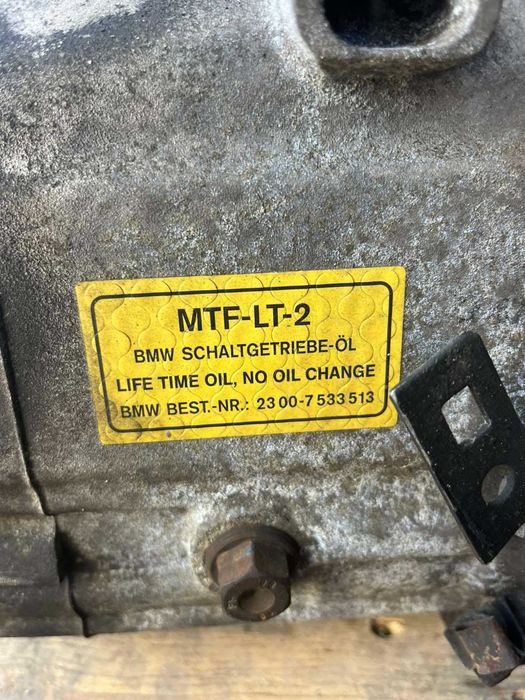 MTF-LT-2
BMW SCHALTGETRIEBE-ÖL
LIFE TIME OIL, NO OIL CHANGE
BMW BEST.-NR.: 23 00-7 533 513